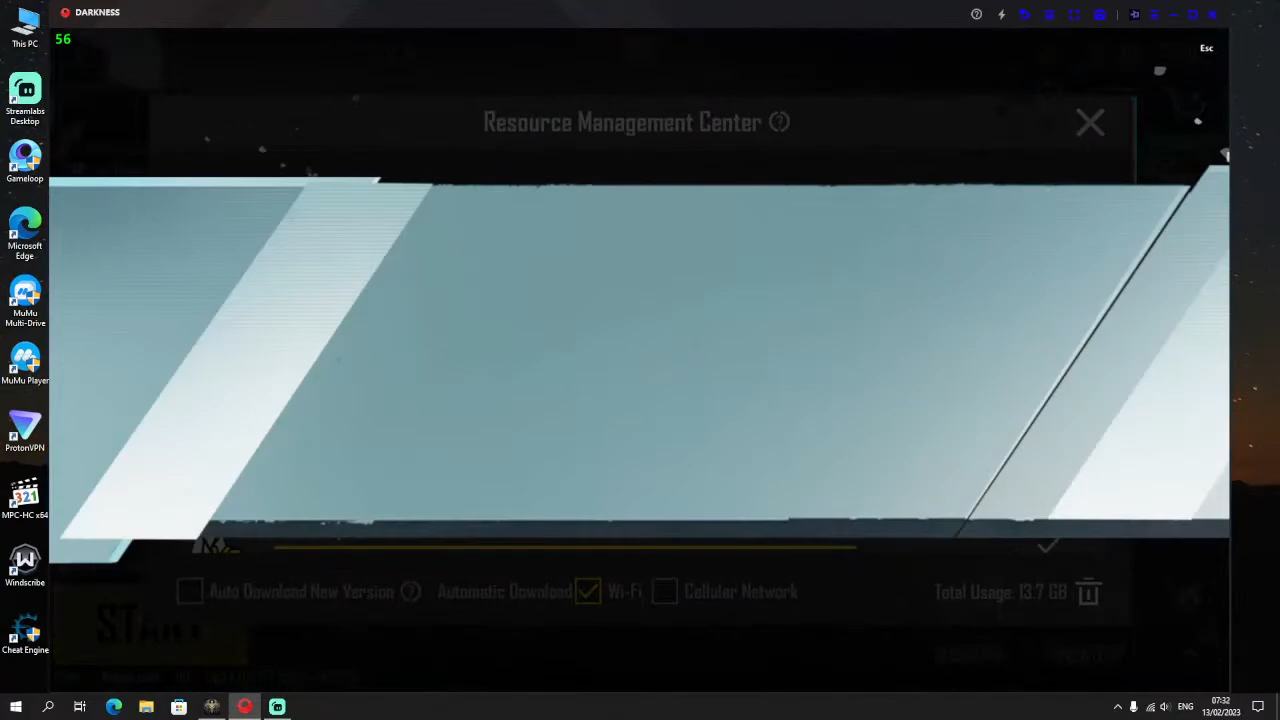 DARKNESS
56
Esc
This PC
Streamlabs
Desktop
Gameloop
Microsoft
Edge
MuMu
Multi-Drive
MuMu Player
ProtonVPN
321
MPC-HC x64
Windscribe
Cheat Engine
Resource Management Center
Auto Download New Version
Automatic Download
Wi-Fi
Cellular Network
Total Usage: 13.7 GB
START
ENG
07:32
13/02/2023